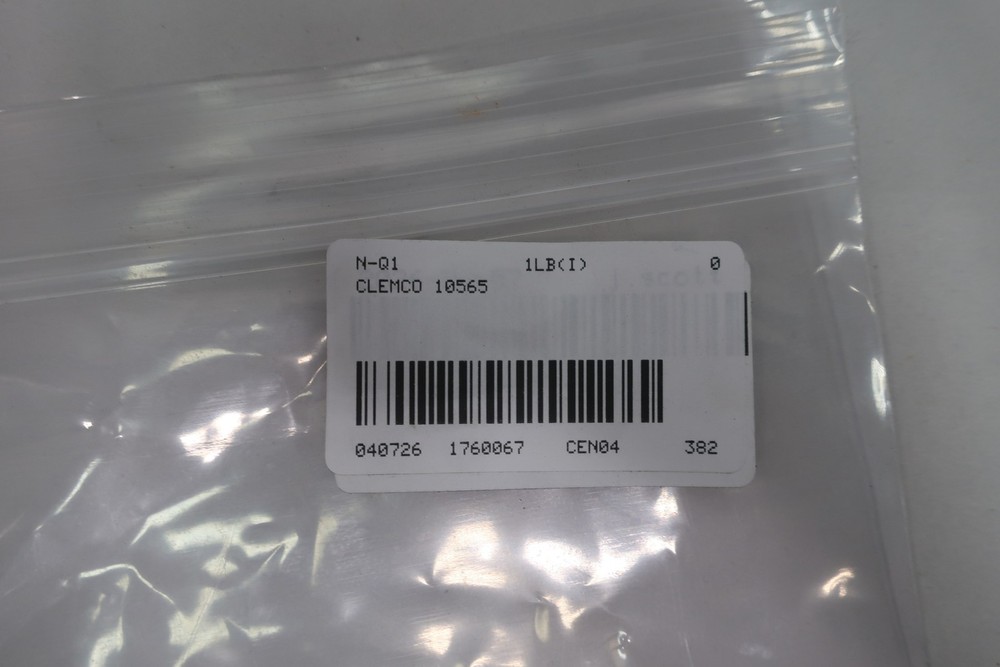 N-Q1 1LB(I) 0
CLEMCO 10565
040726 1760067 CEN04 382